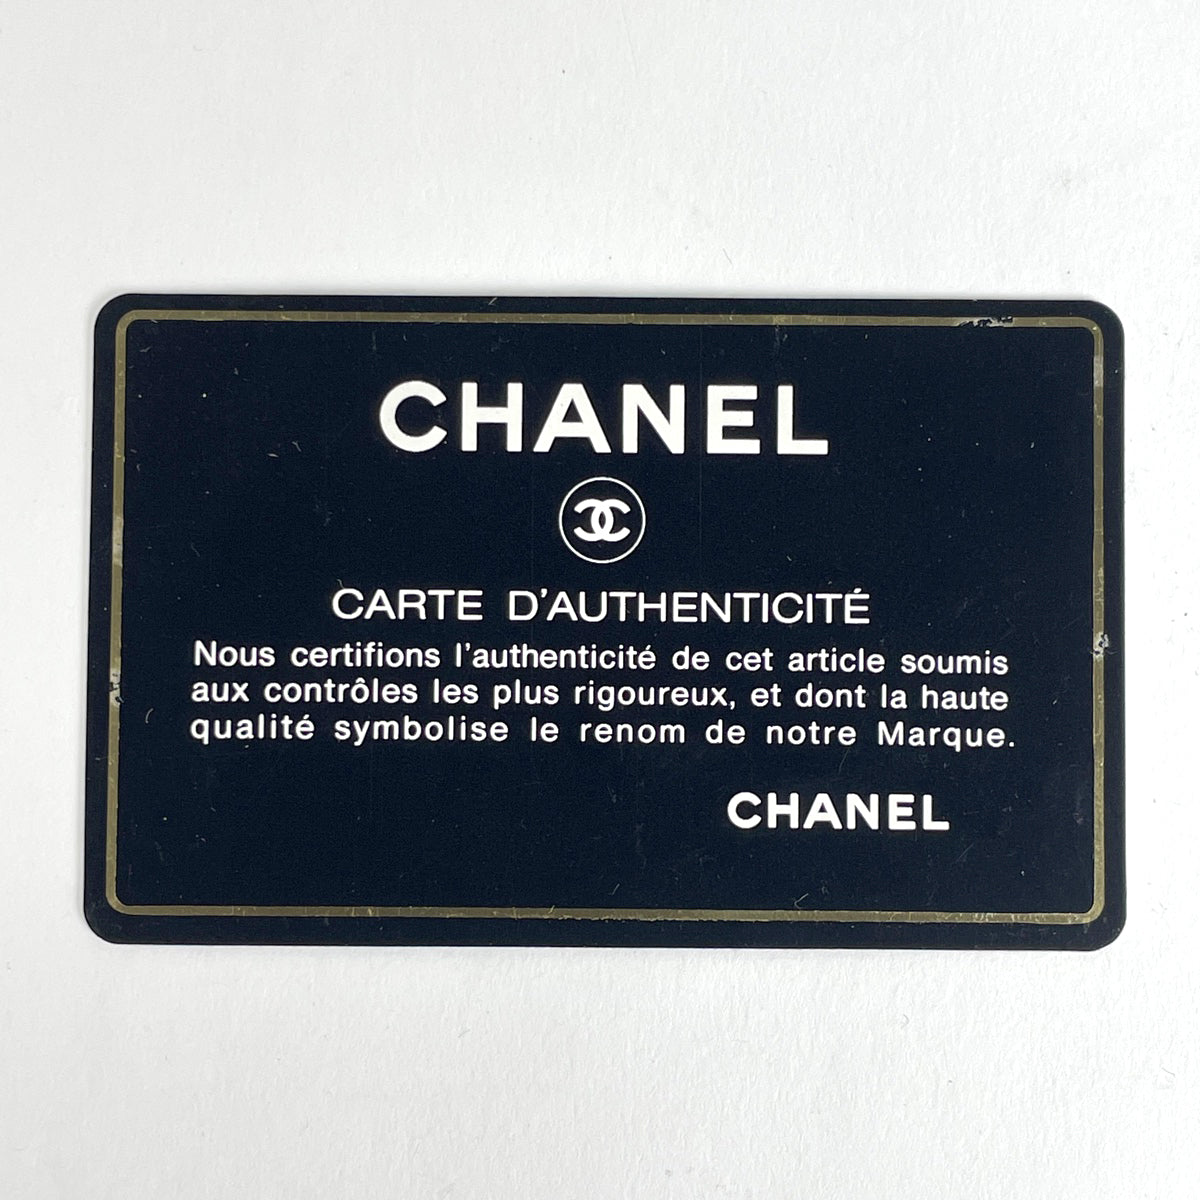 CHANEL
CARTE D'AUTHENTICITÉ
Nous certifions l'authenticité de cet article soumis
aux contrôles les plus rigoureux, et dont la haute
qualité symbolise le renom de notre Marque.
CHANEL